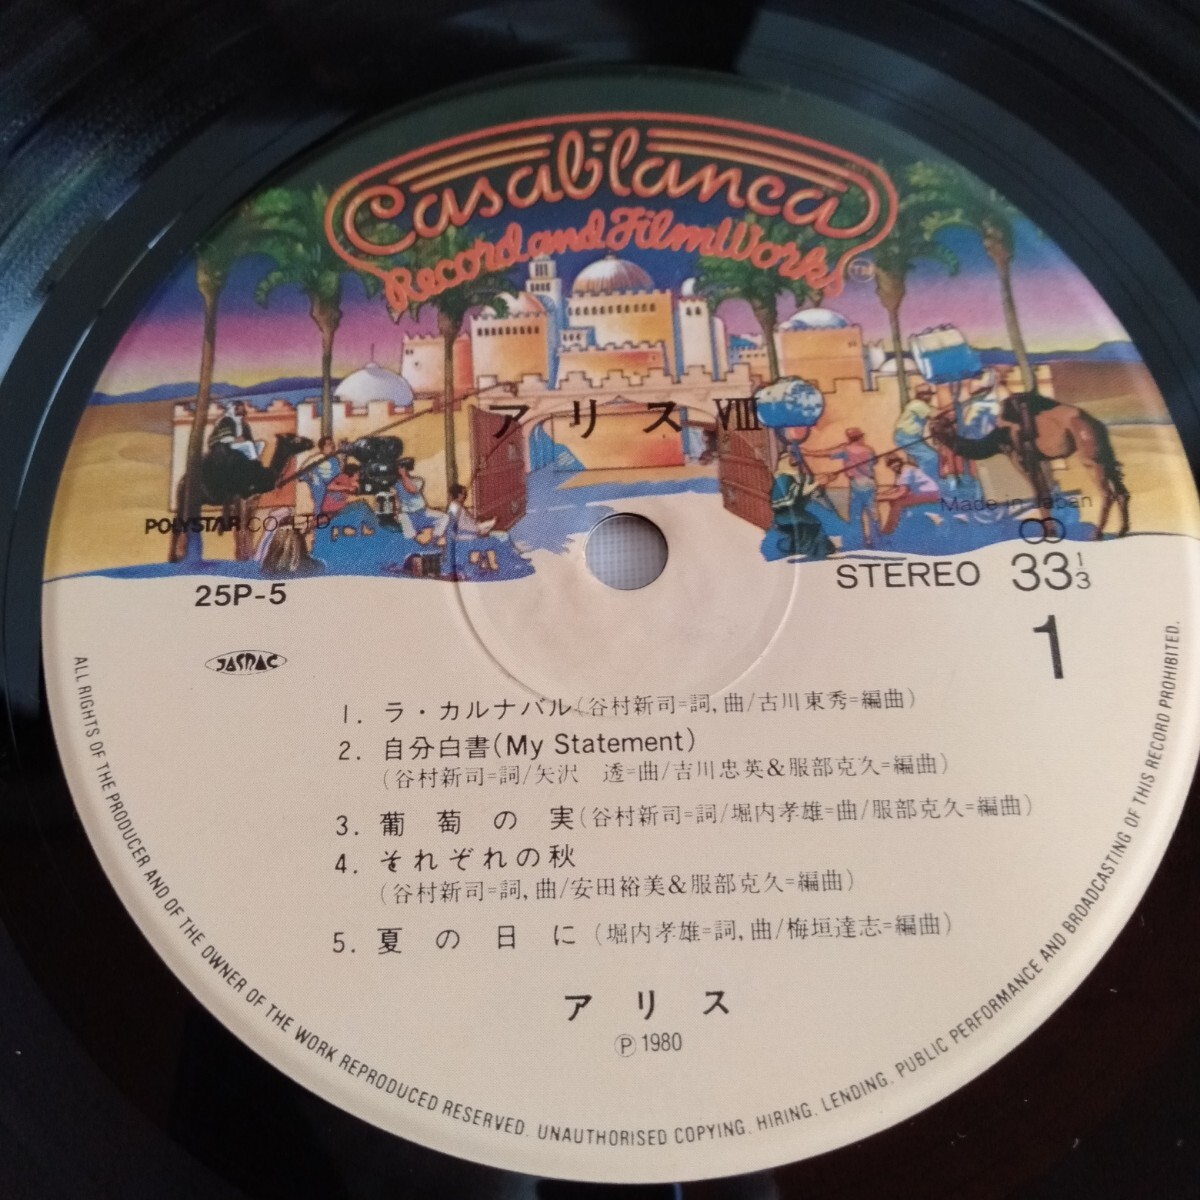 Casablanca
Record and FilmWorks
TM
アリス VIII
POLYSTAR CO., LTD.
Made in Japan
25P-5
STEREO 33 1/3
JASRAC
1
1. ラ・カルナバル(谷村新司=詞,曲/古川東秀=編曲)
2. 自分白書(My Statement)
(谷村新司=詞/矢沢 透=曲/吉川忠英&服部克久=編曲)
3. 葡萄の実(谷村新司=詞/堀内孝雄=曲/服部克久=編曲)
4. それぞれの秋
(谷村新司=詞,曲/安田裕美&服部克久=編曲)
5. 夏の日に(堀内孝雄=詞,曲/梅垣達志=編曲)
アリス
Ⓟ1980
ALL RIGHTS OF THE PRODUCER AND OF THE OWNER OF THE WORK REPRODUCED RESERVED. UNAUTHORISED COPYING. HIRING. LENDING. PUBLIC PERFORMANCE AND BROADCASTING OF THIS RECORD PROHIBITED.